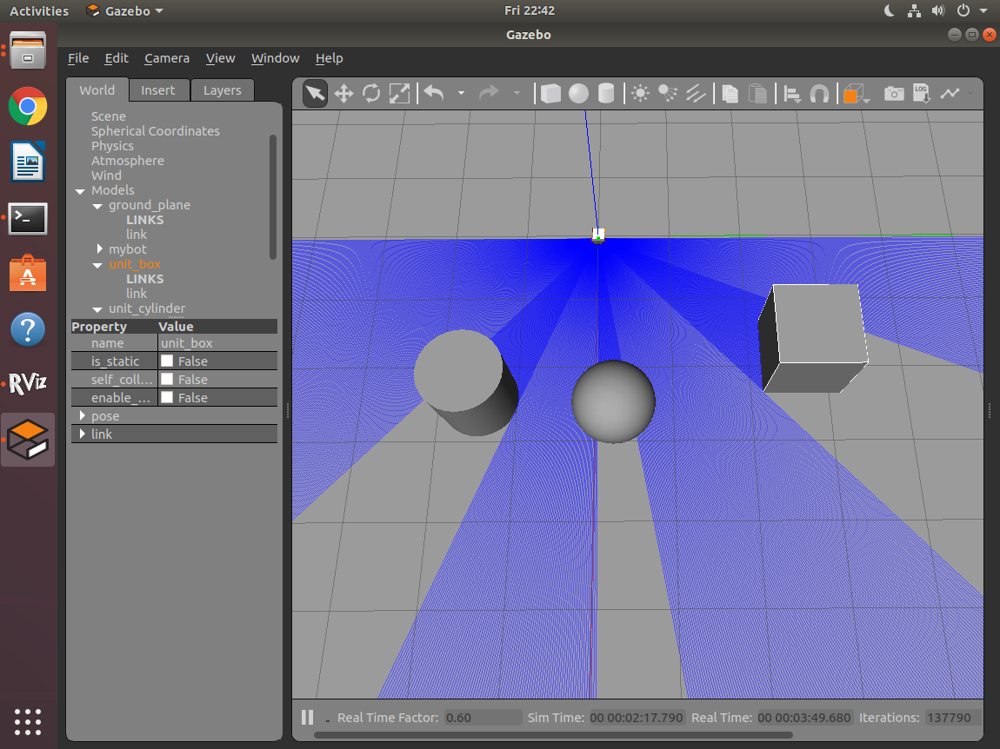 Activities Gazebo Fri 22:42
Gazebo
File Edit Camera View Window Help
World Insert Layers
LOG
Scene
Spherical Coordinates
Physics
Atmosphere
Wind
Models
ground_plane
LINKS
link
mybot
unit_box
LINKS
link
unit_cylinder
Property Value
name unit_box
is_static False
self_coll... False
enable_... False
pose
link
RViz
Real Time Factor: 0.60 Sim Time: 00 00:02:17.790 Real Time: 00 00:03:49.680 Iterations: 137790